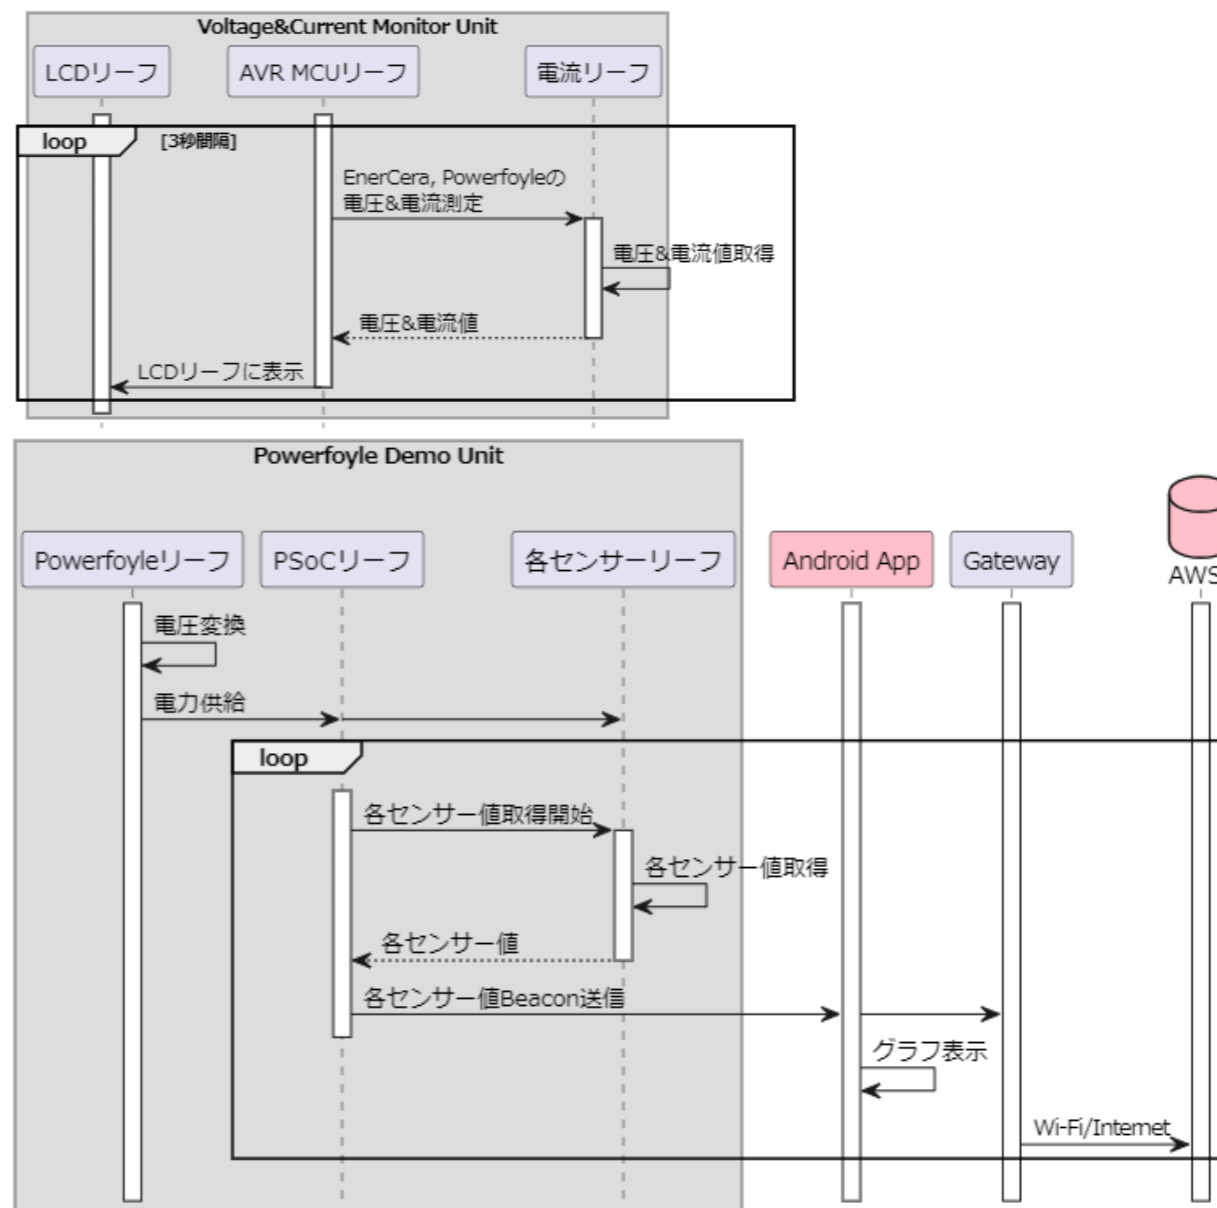 Voltage&Current Monitor Unit
LCDリーフ
AVR MCUリーフ
電流リーフ
loop
[3秒間隔]
EnerCera, Powerfoyleの
電圧&電流測定
電圧&電流値取得
電圧&電流値
LCDリーフに表示
Powerfoyle Demo Unit
Powerfoyleリーフ
PSoCリーフ
各センサーリーフ
Android App
Gateway
AWS
電圧変換
電力供給
loop
各センサー値取得開始
各センサー値取得
各センサー値
各センサー値Beacon送信
グラフ表示
Wi-Fi/Internet